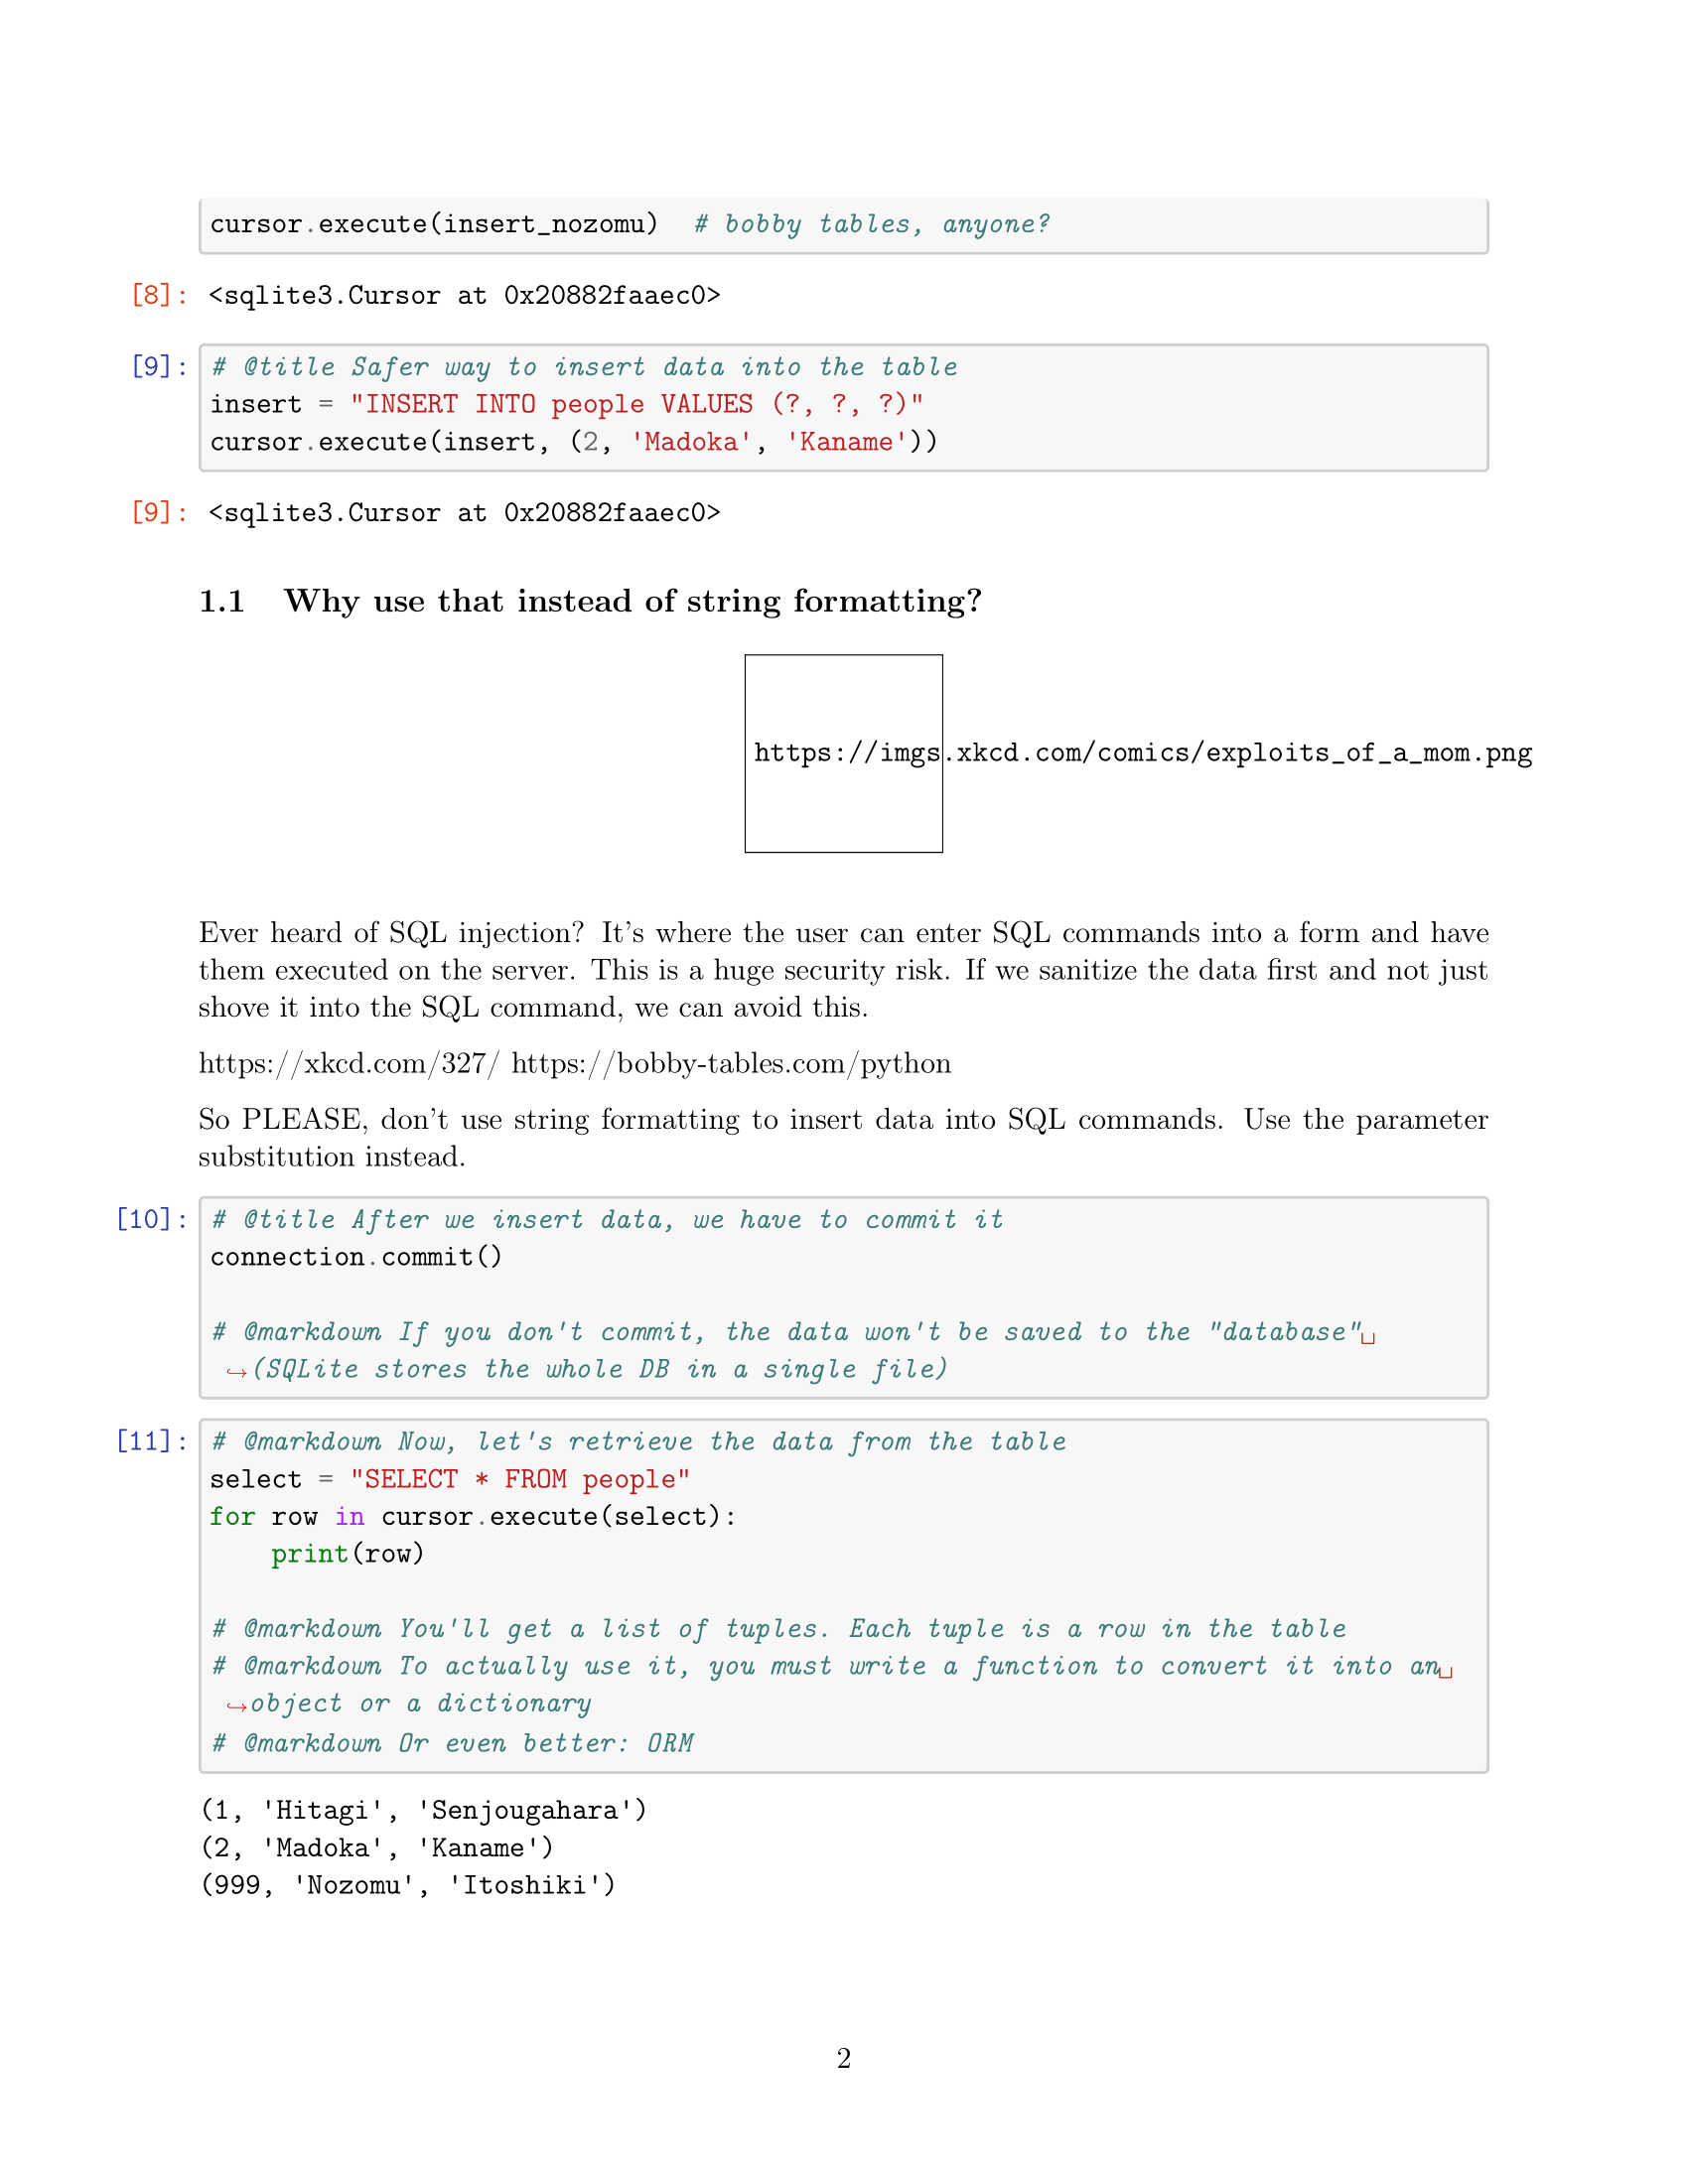 cursor.execute(insert_nozomu)  # bobby tables, anyone?
[8]: <sqlite3.Cursor at 0x20882faaec0>
[9]: # @title Safer way to insert data into the table
insert = "INSERT INTO people VALUES (?, ?, ?)"
cursor.execute(insert, (2, 'Madoka', 'Kaname'))
[9]: <sqlite3.Cursor at 0x20882faaec0>
1.1 Why use that instead of string formatting?
https://imgs.xkcd.com/comics/exploits_of_a_mom.png
Ever heard of SQL injection? It's where the user can enter SQL commands into a form and have
them executed on the server. This is a huge security risk. If we sanitize the data first and not just
shove it into the SQL command, we can avoid this.
https://xkcd.com/327/ https://bobby-tables.com/python
So PLEASE, don't use string formatting to insert data into SQL commands. Use the parameter
substitution instead.
[10]: # @title After we insert data, we have to commit it
connection.commit()
# @markdown If you don't commit, the data won't be saved to the "database"␣
↪(SQLite stores the whole DB in a single file)
[11]: # @markdown Now, let's retrieve the data from the table
select = "SELECT * FROM people"
for row in cursor.execute(select):
    print(row)
# @markdown You'll get a list of tuples. Each tuple is a row in the table
# @markdown To actually use it, you must write a function to convert it into an␣
↪object or a dictionary
# @markdown Or even better: ORM
(1, 'Hitagi', 'Senjougahara')
(2, 'Madoka', 'Kaname')
(999, 'Nozomu', 'Itoshiki')
2